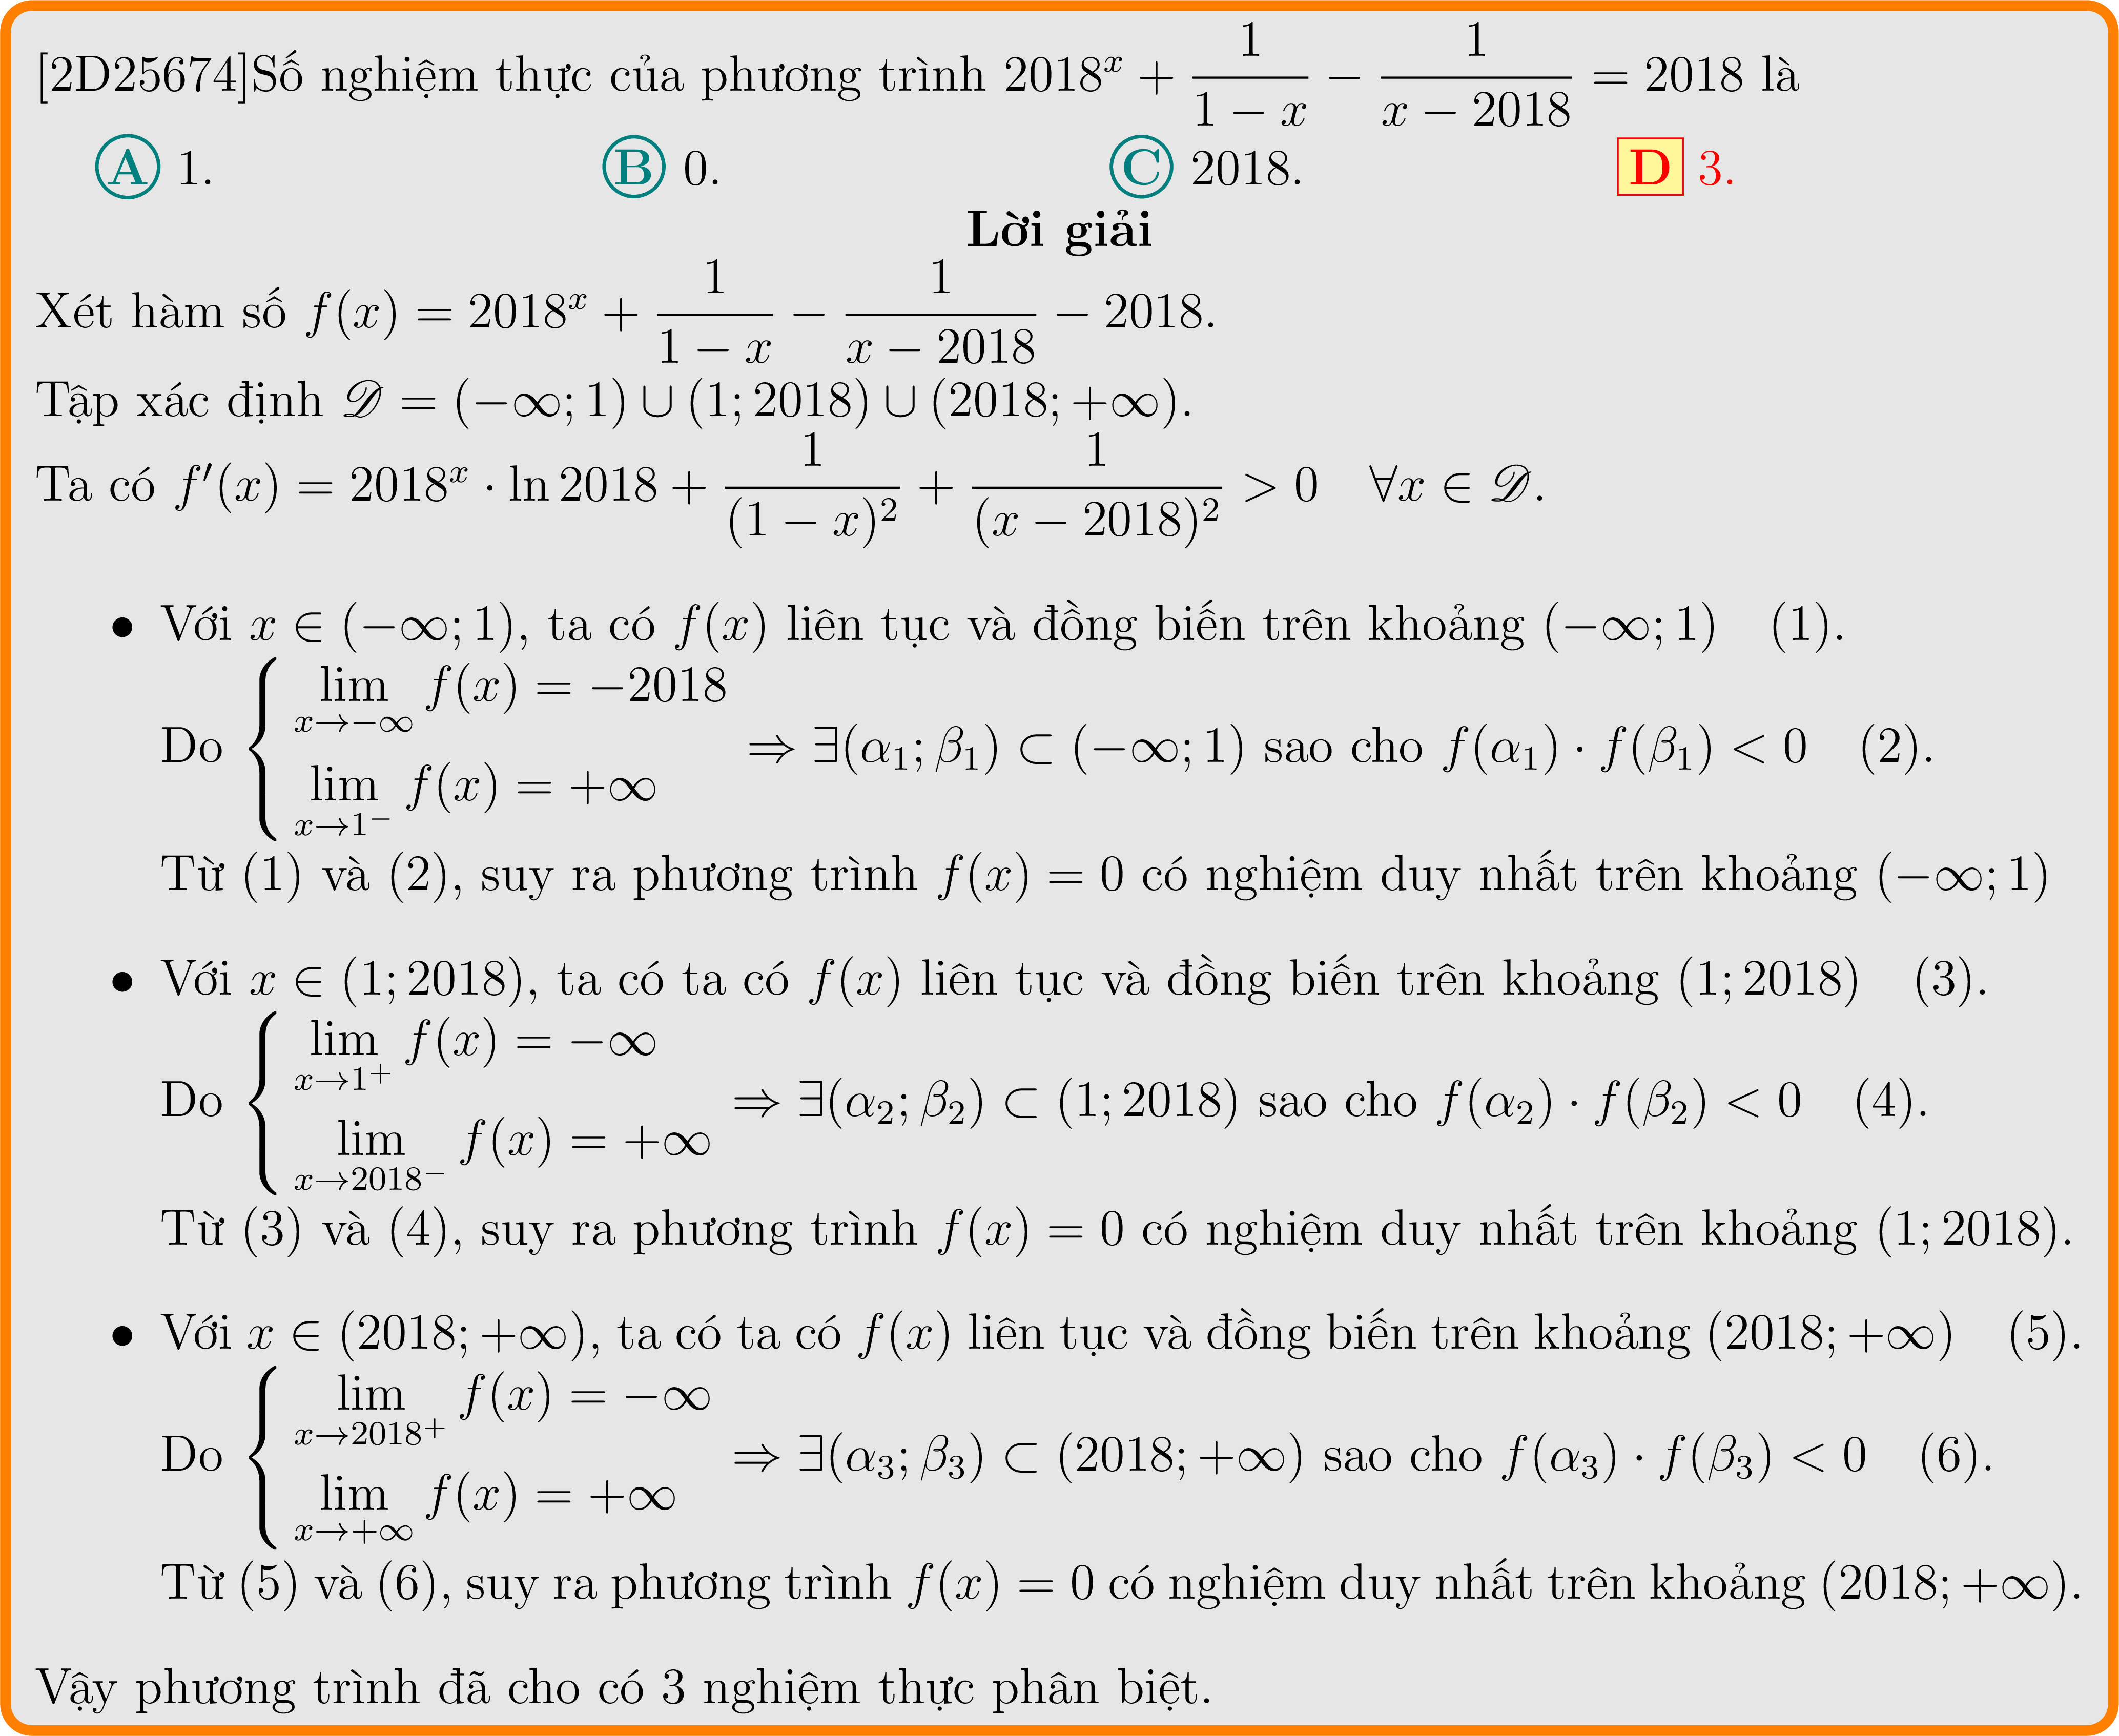 [2D25674]Số nghiệm thực của phương trình $2018^x + \dfrac{1}{1-x} - \dfrac{1}{x-2018} = 2018$ là
Ⓐ 1. Ⓑ 0. Ⓒ 2018. D 3.
Lời giải
Xét hàm số $f(x) = 2018^x + \dfrac{1}{1-x} - \dfrac{1}{x-2018} - 2018$.
Tập xác định $\mathscr{D} = (-\infty; 1) \cup (1; 2018) \cup (2018; +\infty)$.
Ta có $f'(x) = 2018^x \cdot \ln 2018 + \dfrac{1}{(1-x)^2} + \dfrac{1}{(x-2018)^2} > 0 \quad \forall x \in \mathscr{D}$.
• Với $x \in (-\infty; 1)$, ta có $f(x)$ liên tục và đồng biến trên khoảng $(-\infty; 1)$ (1).
Do $\begin{cases} \lim\limits_{x \to -\infty} f(x) = -2018 \\ \lim\limits_{x \to 1^-} f(x) = +\infty \end{cases} \Rightarrow \exists (\alpha_1; \beta_1) \subset (-\infty; 1)$ sao cho $f(\alpha_1) \cdot f(\beta_1) < 0$ (2).
Từ (1) và (2), suy ra phương trình $f(x) = 0$ có nghiệm duy nhất trên khoảng $(-\infty; 1)$
• Với $x \in (1; 2018)$, ta có ta có $f(x)$ liên tục và đồng biến trên khoảng $(1; 2018)$ (3).
Do $\begin{cases} \lim\limits_{x \to 1^+} f(x) = -\infty \\ \lim\limits_{x \to 2018^-} f(x) = +\infty \end{cases} \Rightarrow \exists (\alpha_2; \beta_2) \subset (1; 2018)$ sao cho $f(\alpha_2) \cdot f(\beta_2) < 0$ (4).
Từ (3) và (4), suy ra phương trình $f(x) = 0$ có nghiệm duy nhất trên khoảng $(1; 2018)$.
• Với $x \in (2018; +\infty)$, ta có ta có $f(x)$ liên tục và đồng biến trên khoảng $(2018; +\infty)$ (5).
Do $\begin{cases} \lim\limits_{x \to 2018^+} f(x) = -\infty \\ \lim\limits_{x \to +\infty} f(x) = +\infty \end{cases} \Rightarrow \exists (\alpha_3; \beta_3) \subset (2018; +\infty)$ sao cho $f(\alpha_3) \cdot f(\beta_3) < 0$ (6).
Từ (5) và (6), suy ra phương trình $f(x) = 0$ có nghiệm duy nhất trên khoảng $(2018; +\infty)$.
Vậy phương trình đã cho có 3 nghiệm thực phân biệt.